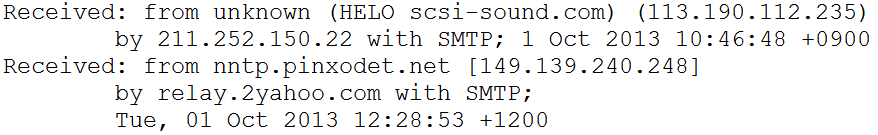 Received: from unknown (HELO scsi-sound.com) (113.190.112.235)
by 211.252.150.22 with SMTP; 1 Oct 2013 10:46:48 +0900
Received: from nntp.pinxodet.net [149.139.240.248]
by relay.2yahoo.com with SMTP;
Tue, 01 Oct 2013 12:28:53 +1200